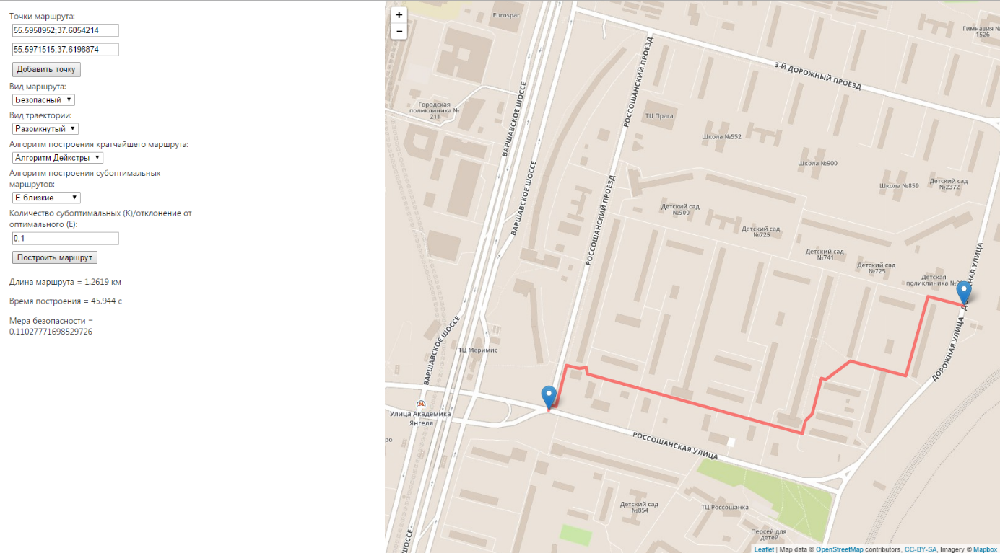 Точки маршрута:
55.5950952;37.6054214
55.5971515;37.6198874
Добавить точку
Вид маршрута:
Безопасный
Вид траектории:
Разомкнутый
Алгоритм построения кратчайшего маршрута:
Алгоритм Дейкстры
Алгоритм построения субоптимальных
маршрутов:
Е близкие
Количество субоптимальных (К)/отклонение от
оптимального (Е):
0,1
Построить маршрут
Длина маршрута = 1.2619 км
Время построения = 45.944 с
Мера безопасности =
0.11027771698529726
+
−
Eurospar
Гимназия №
1526
3-Й ДОРОЖНЫЙ ПРОЕЗД
Городская
поликлиника №
211
ВАРШАВСКОЕ ШОССЕ
РОССОШАНСКИЙ ПРОЕЗД
ТЦ Прага
Школа №552
Школа №900
Школа №859
Детский сад
№2372
ВАРШАВСКОЕ ШОССЕ
РОССОШАНСКИЙ ПРОЕЗД
Детский сад
№900
Детский сад
№725
Детский сад
№741
Детский сад
№725
Детская
поликлиника
ДОРОЖНАЯ УЛИЦА
ВАРШАВСКОЕ ШОССЕ
ТЦ Меримис
ДОРОЖНАЯ УЛИЦА
Улица Академика
Янгеля
ро
РОССОШАНСКАЯ УЛИЦА
Детский сад
№854
ТЦ Россошанка
Персей для
детей
ШОССЕ
Leaflet | Map data © OpenStreetMap contributors, CC-BY-SA, Imagery © Mapbox